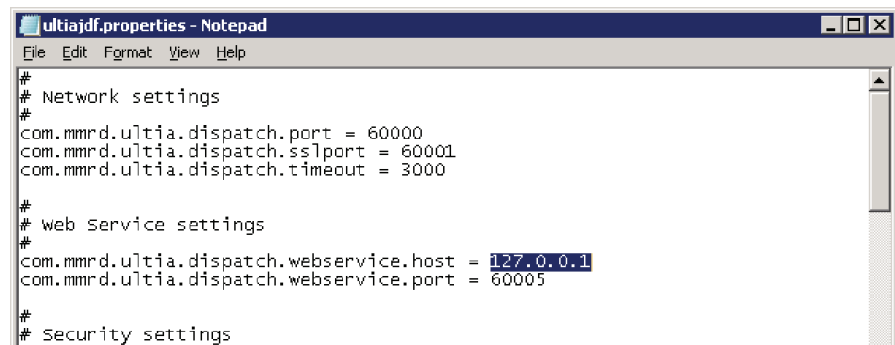 ultiajdf.properties - Notepad
File Edit Format View Help
#
# Network settings
#
com.mmrd.ultia.dispatch.port = 60000
com.mmrd.ultia.dispatch.sslport = 60001
com.mmrd.ultia.dispatch.timeout = 3000
#
# Web Service settings
#
com.mmrd.ultia.dispatch.webservice.host = 127.0.0.1
com.mmrd.ultia.dispatch.webservice.port = 60005
#
# Security settings